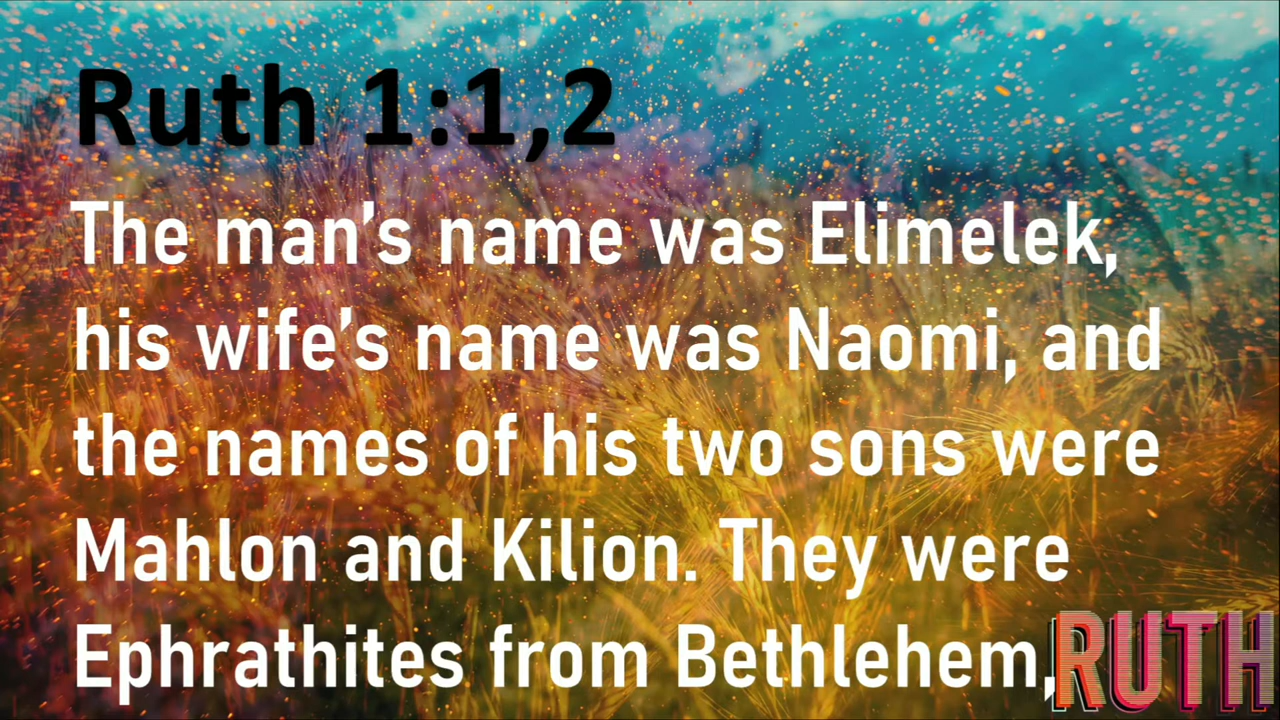 Ruth 1:1,2
The man’s name was Elimelek,
his wife’s name was Naomi, and
the names of his two sons were
Mahlon and Kilion. They were
Ephrathites from Bethlehem,
RUTH